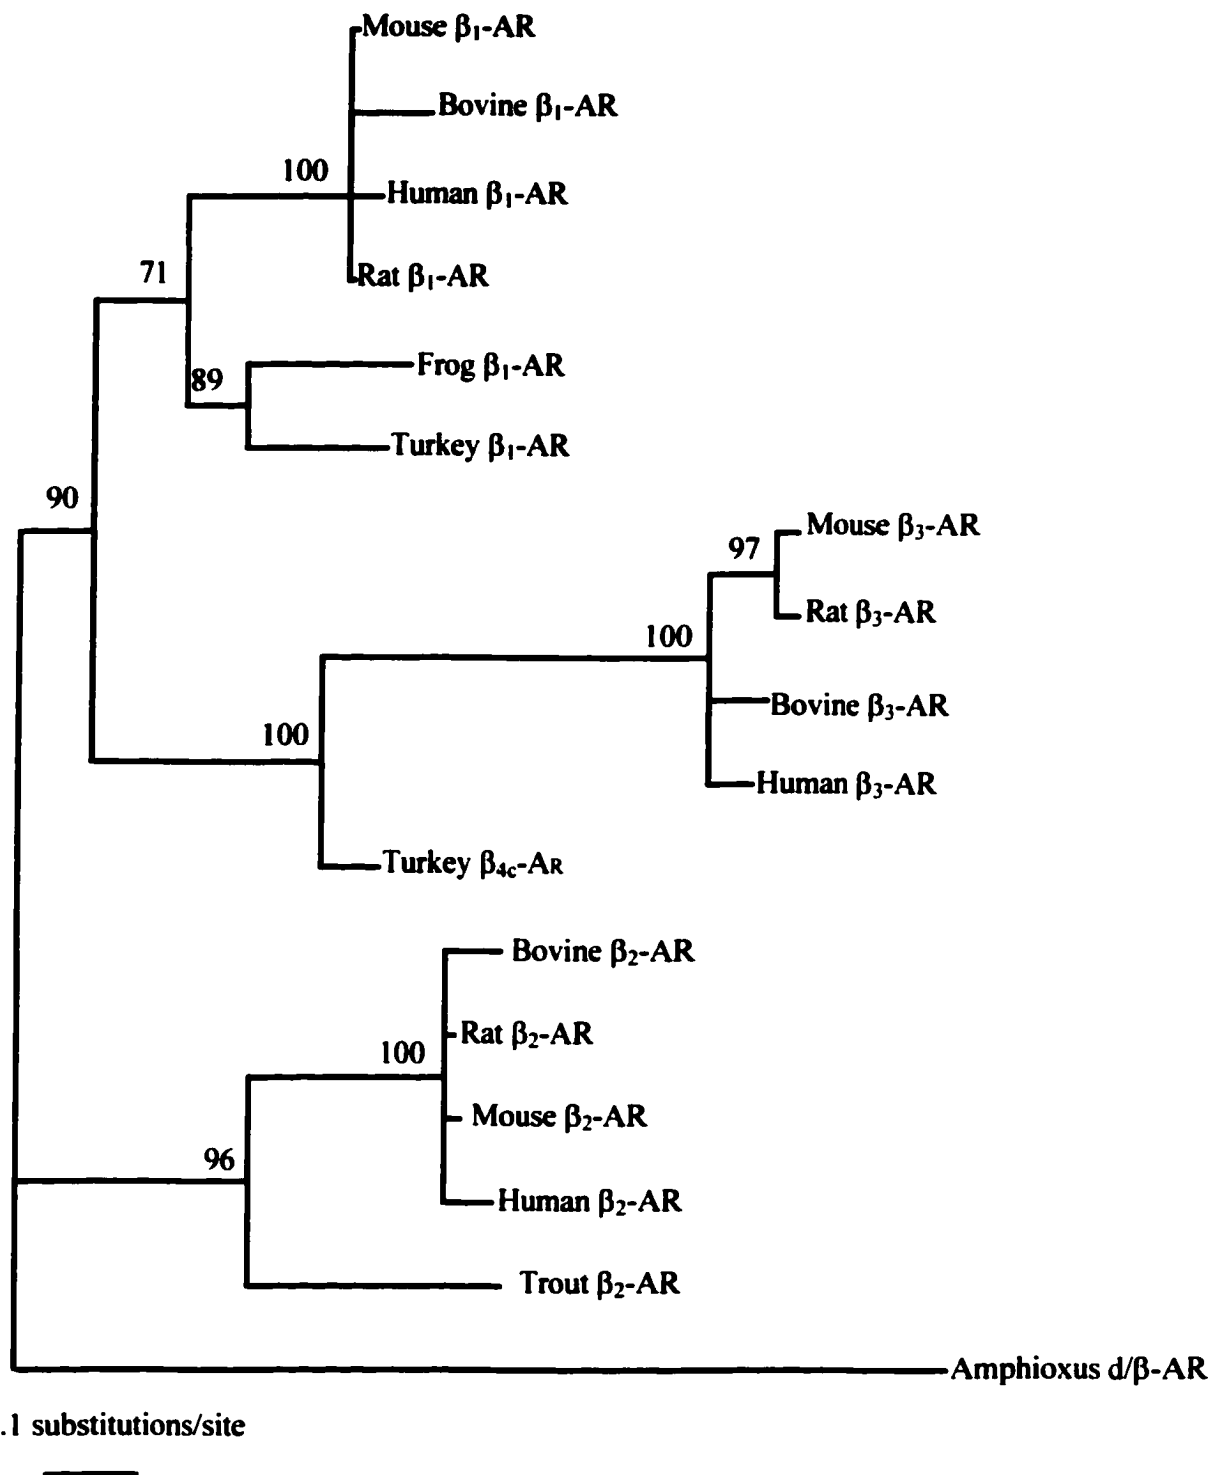 Mouse β₁-AR
Bovine β₁-AR
100
Human β₁-AR
71
Rat β₁-AR
Frog β₁-AR
89
Turkey β₁-AR
90
Mouse β₃-AR
97
Rat β₃-AR
100
Bovine β₃-AR
100
Human β₃-AR
Turkey β₄c-AR
Bovine β₂-AR
Rat β₂-AR
100
Mouse β₂-AR
96
Human β₂-AR
Trout β₂-AR
Amphioxus d/β-AR
.1 substitutions/site